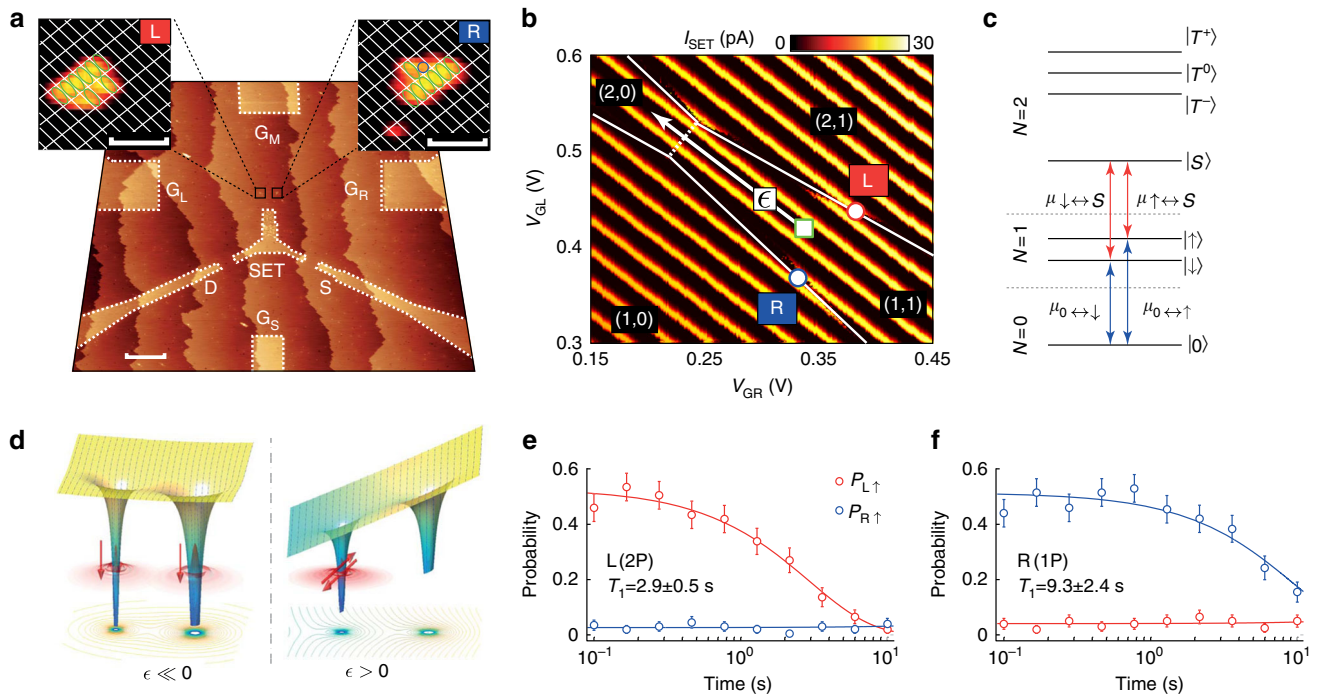 a
L
R
G_M
G_L
G_R
SET
D
S
G_S
b
I_SET (pA)
0
30
0.6
0.5
0.4
0.3
V_GL (V)
(2,0)
(2,1)
L
ϵ
R
(1,0)
(1,1)
0.15
0.25
0.35
0.45
V_GR (V)
c
|T⁺⟩
|T⁰⟩
|T⁻⟩
N=2
|S⟩
μ↓↔S
μ↑↔S
N=1
|↑⟩
|↓⟩
μ0↔↓
μ0↔↑
N=0
|0⟩
d
ϵ ≪ 0
ϵ > 0
e
Probability
0.6
0.4
0.2
0
P_L↑
P_R↑
L (2P)
T₁=2.9±0.5 s
10⁻¹
10⁰
10¹
Time (s)
f
Probability
0.6
0.4
0.2
0
R (1P)
T₁=9.3±2.4 s
10⁻¹
10⁰
10¹
Time (s)